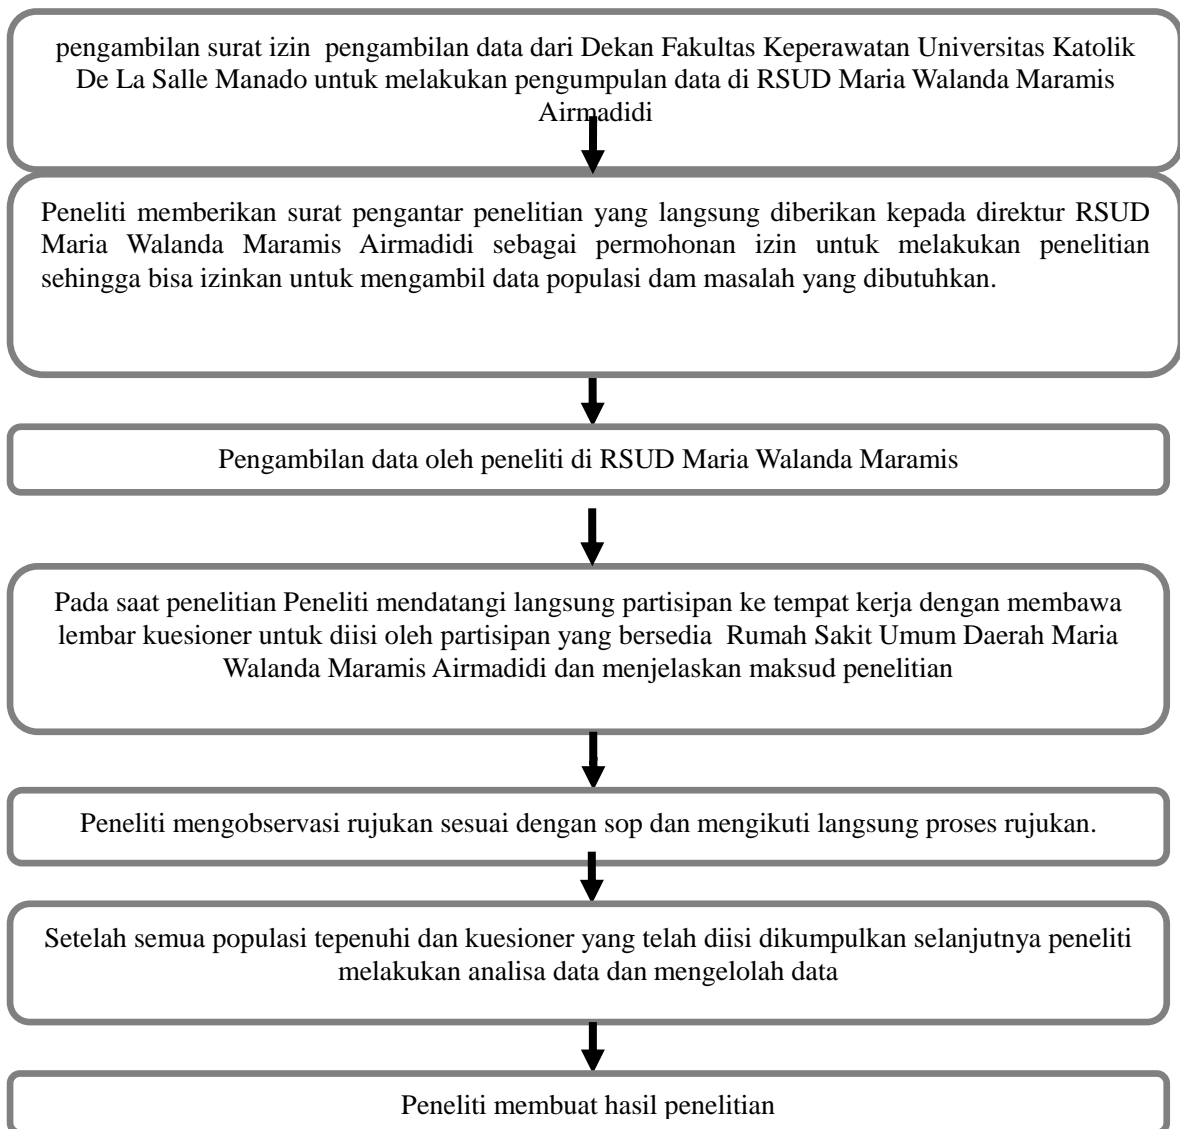 pengambilan surat izin  pengambilan data dari Dekan Fakultas Keperawatan Universitas Katolik
De La Salle Manado untuk melakukan pengumpulan data di RSUD Maria Walanda Maramis
Airmadidi
Peneliti memberikan surat pengantar penelitian yang langsung diberikan kepada direktur RSUD
Maria Walanda Maramis Airmadidi sebagai permohonan izin untuk melakukan penelitian
sehingga bisa izinkan untuk mengambil data populasi dam masalah yang dibutuhkan.
Pengambilan data oleh peneliti di RSUD Maria Walanda Maramis
Pada saat penelitian Peneliti mendatangi langsung partisipan ke tempat kerja dengan membawa
lembar kuesioner untuk diisi oleh partisipan yang bersedia  Rumah Sakit Umum Daerah Maria
Walanda Maramis Airmadidi dan menjelaskan maksud penelitian
Peneliti mengobservasi rujukan sesuai dengan sop dan mengikuti langsung proses rujukan.
Setelah semua populasi tepenuhi dan kuesioner yang telah diisi dikumpulkan selanjutnya peneliti
melakukan analisa data dan mengelolah data
Peneliti membuat hasil penelitian